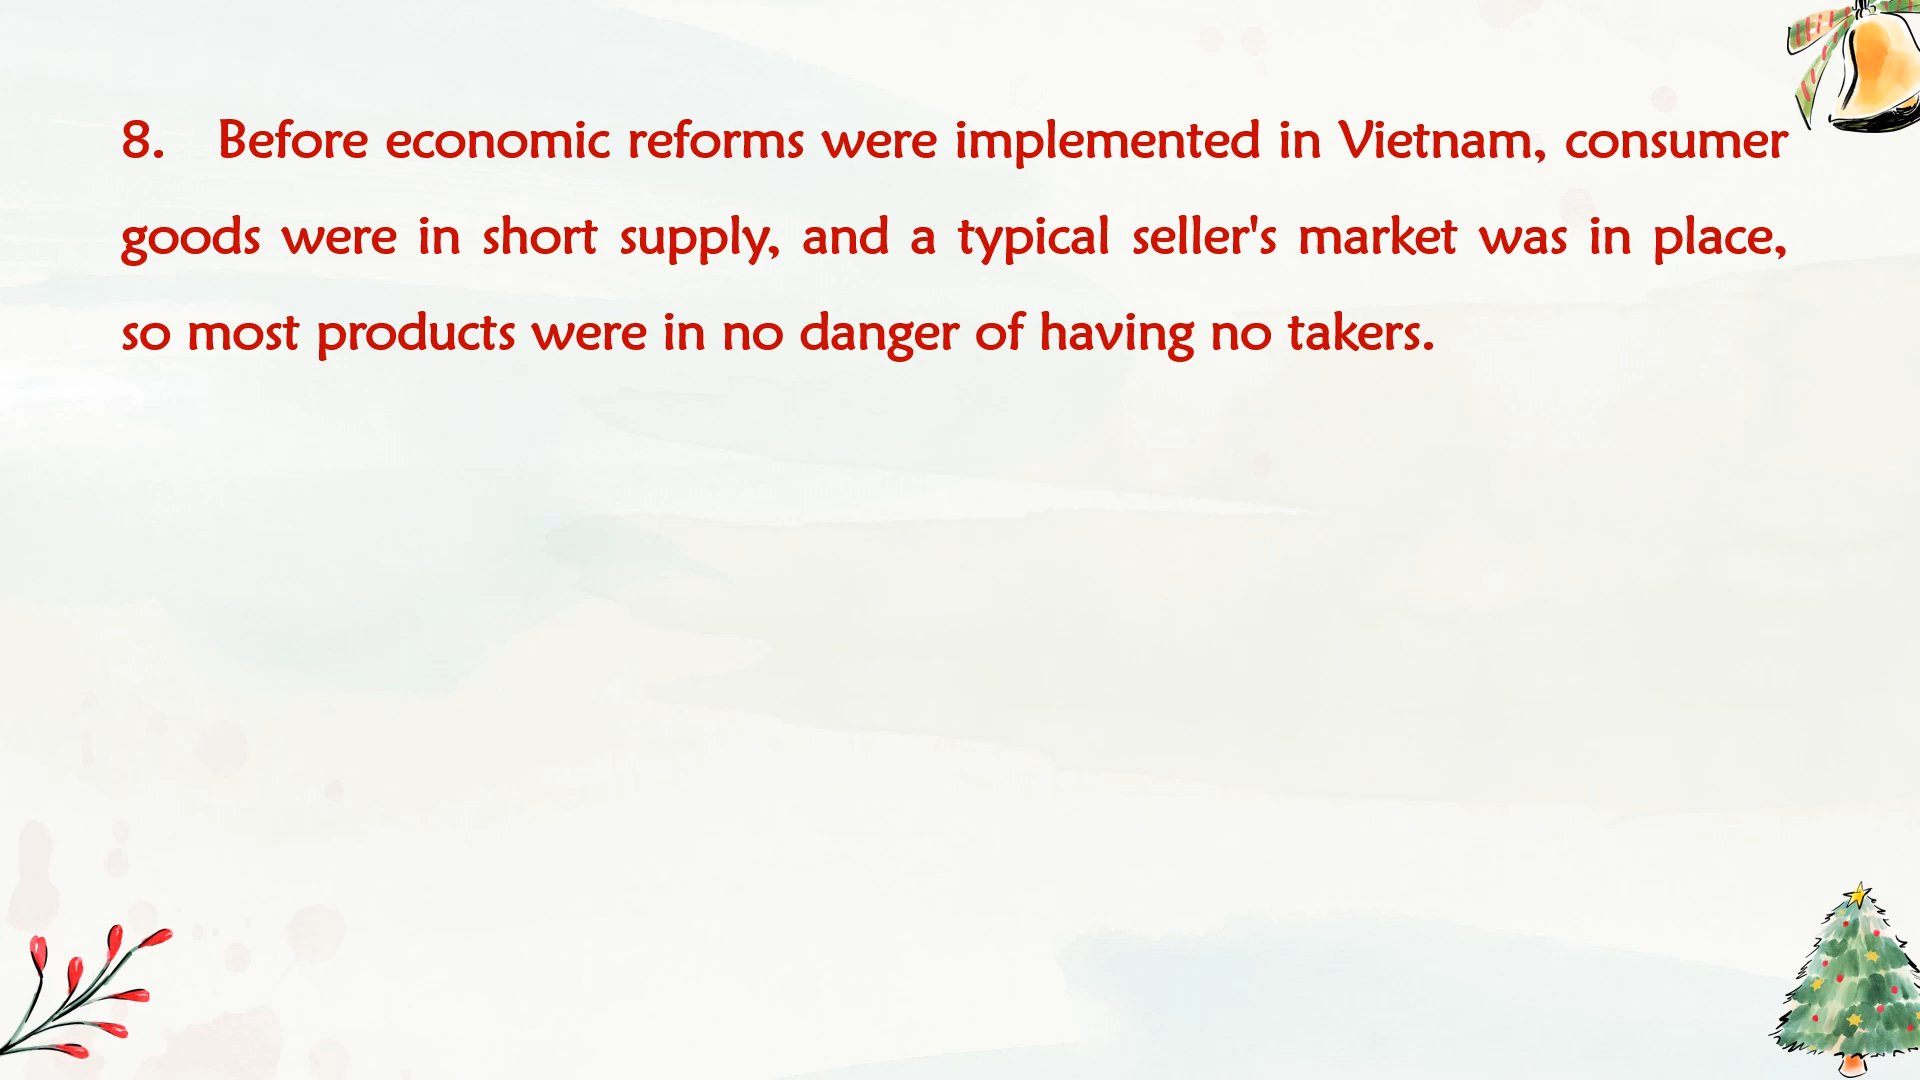 8. Before economic reforms were implemented in Vietnam, consumer
goods were in short supply, and a typical seller's market was in place,
so most products were in no danger of having no takers.